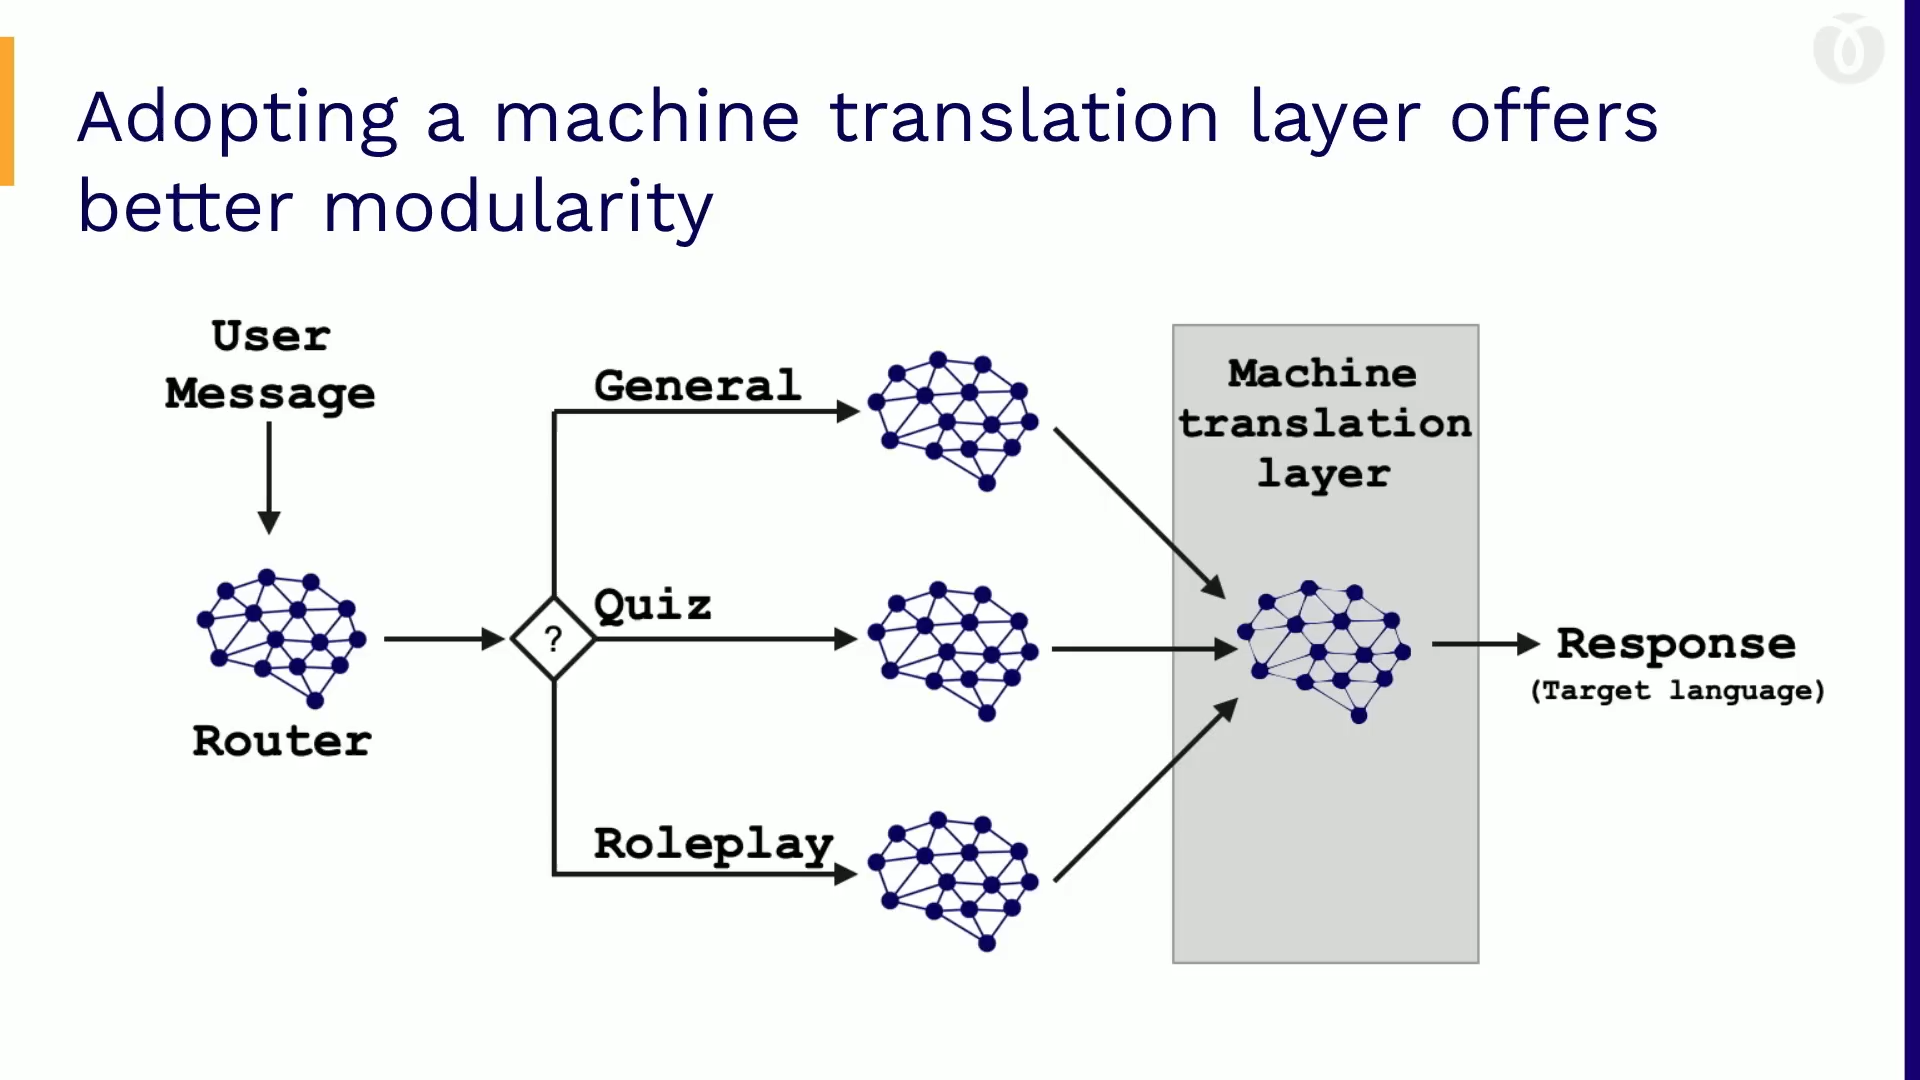 Adopting a machine translation layer offers
better modularity
User
Message
Router
?
General
Quiz
Roleplay
Machine
translation
layer
Response
(Target language)